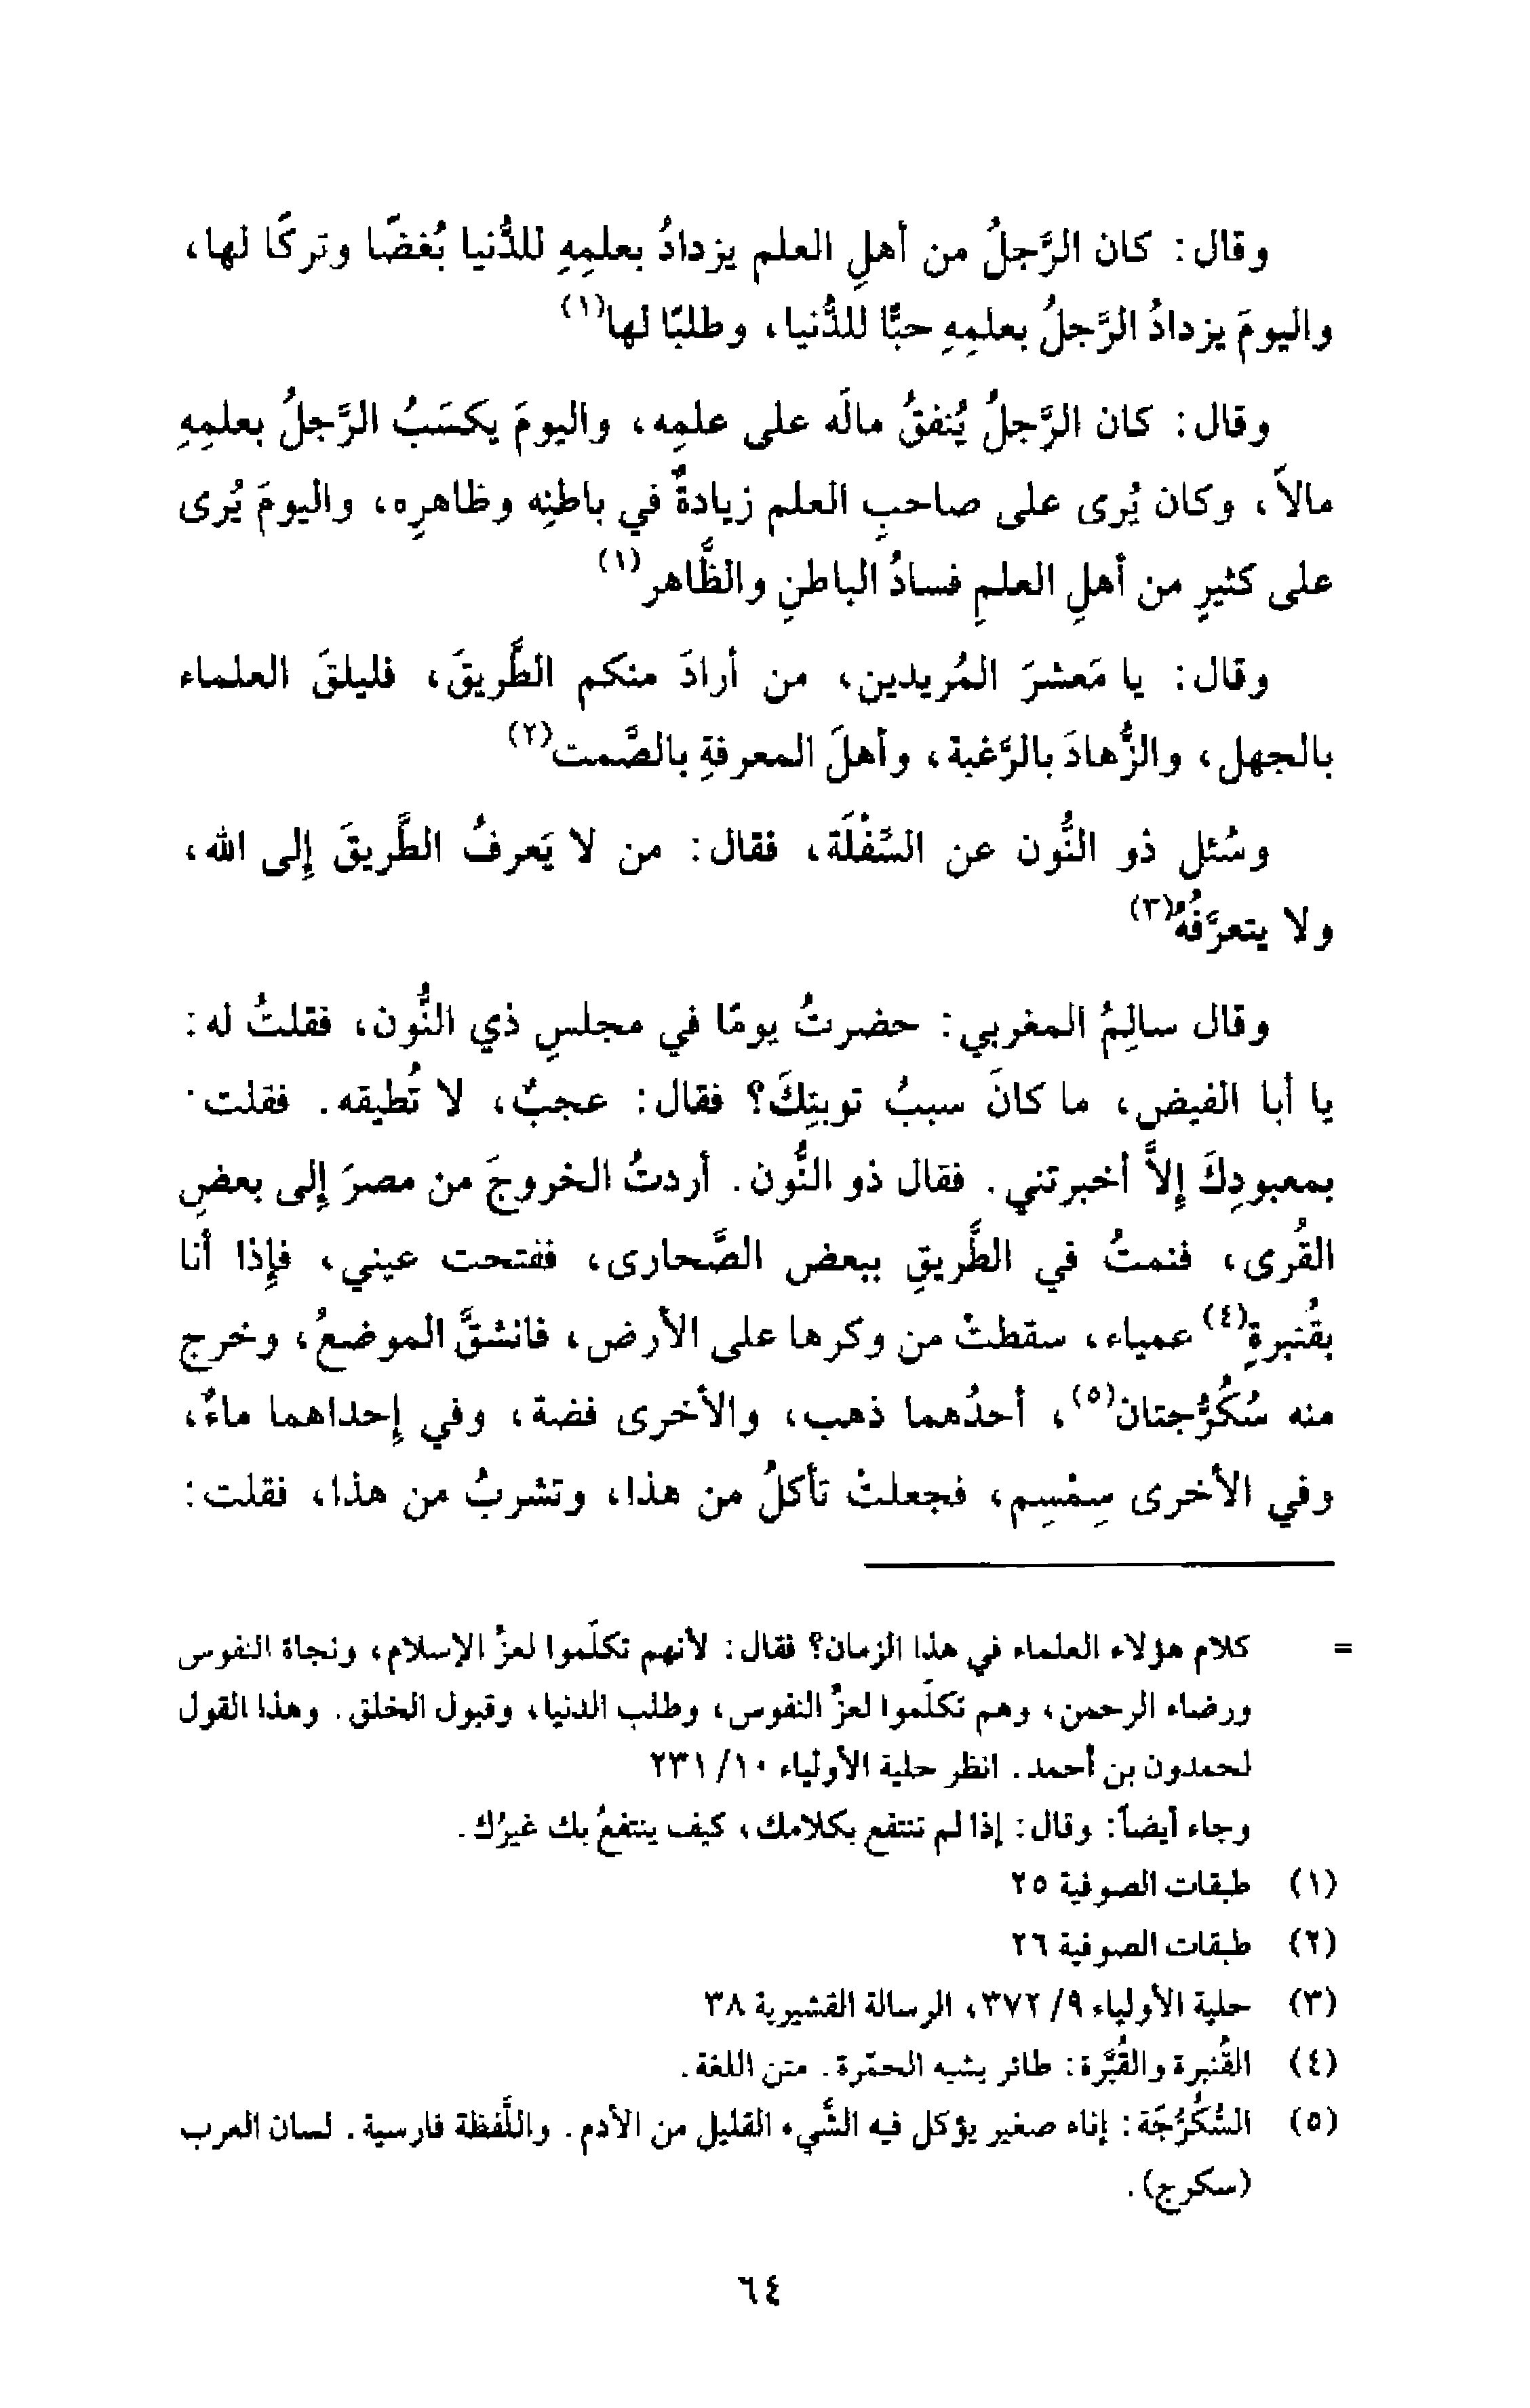 وقال: كان الرَّجلُ من أهلِ العلم يزدادُ بعلمِهِ للدُّنيا بُغضًا وتركًا لها،
واليومَ يزدادُ الرَّجلُ بعلمِهِ حبًّا للدُّنيا، وطلبًا لها(١)
وقال: كان الرَّجلُ يُنفقُ مالَه على علمِه، واليومَ يكسَبُ الرَّجلُ بعلمِهِ
مالاً، وكان يُرى على صاحبِ العلم زيادةٌ في باطنِه وظاهرِه، واليومَ يُرى
على كثيرٍ من أهلِ العلمِ فسادُ الباطنِ والظَّاهر(١)
وقال: يا مَعشرَ المُريدين، من أرادَ منكم الطَّريقَ، فليلقَ العلماء
بالجهل، والزُّهادَ بالرَّغبة، وأهلَ المعرفةِ بالصَّمت(٢)
وسُئل ذو النُّون عن السَّفْلَة، فقال: من لا يَعرفُ الطَّريقَ إلى الله،
ولا يتعرَّفُهُ(٣)
وقال سالِمُ المغربي: حضرتُ يومًا في مجلسِ ذي النُّون، فقلتُ له:
يا أبا الفيض، ما كانَ سببُ توبتِكَ؟ فقال: عجبٌ، لا تُطيقه. فقلت·
بمعبودِكَ إلاَّ أخبرتني. فقال ذو النُّون. أردتُ الخروجَ من مصرَ إلى بعضِ
القُرى، فنمتُ في الطَّريقِ ببعض الصَّحارى، ففتحت عيني، فإذا أنا
بقُنبرةٍ(٤) عمياء، سقطتْ من وكرها على الأرض، فانشقَّ الموضعُ، وخرج
منه سُكُرُّجتان(٥)، أحدُهما ذهب، والأخرى فضة، وفي إحداهما ماءٌ،
وفي الأخرى سِمْسِم، فجعلتْ تأكلُ من هذا، وتشربُ من هذا، فقلت:
= كلام هؤلاء العلماء في هذا الزمان؟ فقال: لأنهم تكلَّموا لعزِّ الإسلام، ونجاة النفوس
ورضاء الرحمن، وهم تكلَّموا لعزِّ النفوس، وطلب الدنيا، وقبول الخلق. وهذا القول
لحمدون بن أحمد. انظر حلية الأولياء ١٠/ ٢٣١
وجاء أيضاً: وقال: إذا لم تنتفع بكلامك، كيف ينتفعُ بك غيرُك.
(١) طبقات الصوفية ٢٥
(٢) طبقات الصوفية ٢٦
(٣) حلية الأولياء ٩/ ٣٧٢، الرسالة القشيرية ٣٨
(٤) القُنبرة والقُبَّرة: طائر يشبه الحمّرة. متن اللغة.
(٥) السُّكُرُّجَة: إناء صغير يؤكل فيه الشَّيء القليل من الأدم. واللَّفظة فارسية. لسان العرب
(سكرج).
٦٤